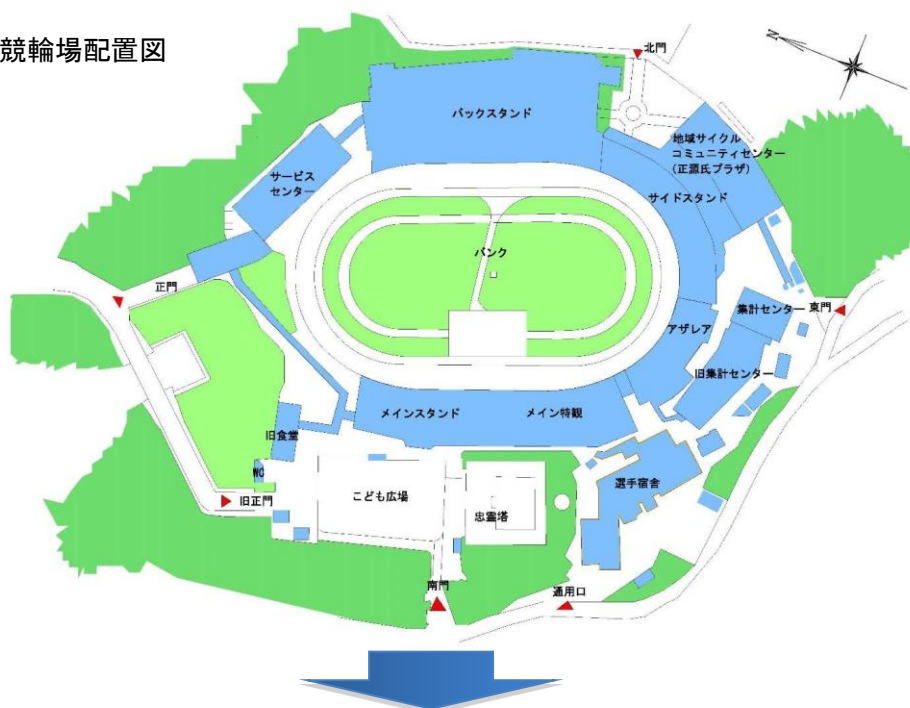 競輪場配置図
北門
N
バックスタンド
地域サイクル
コミュニティセンター
(正源氏プラザ)
サービス
センター
サイドスタンド
バンク
正門
集計センター
東門
アザレア
旧集計センター
メインスタンド
メイン特観
旧食堂
WC
選手宿舎
こども広場
旧正門
忠霊塔
南門
通用口